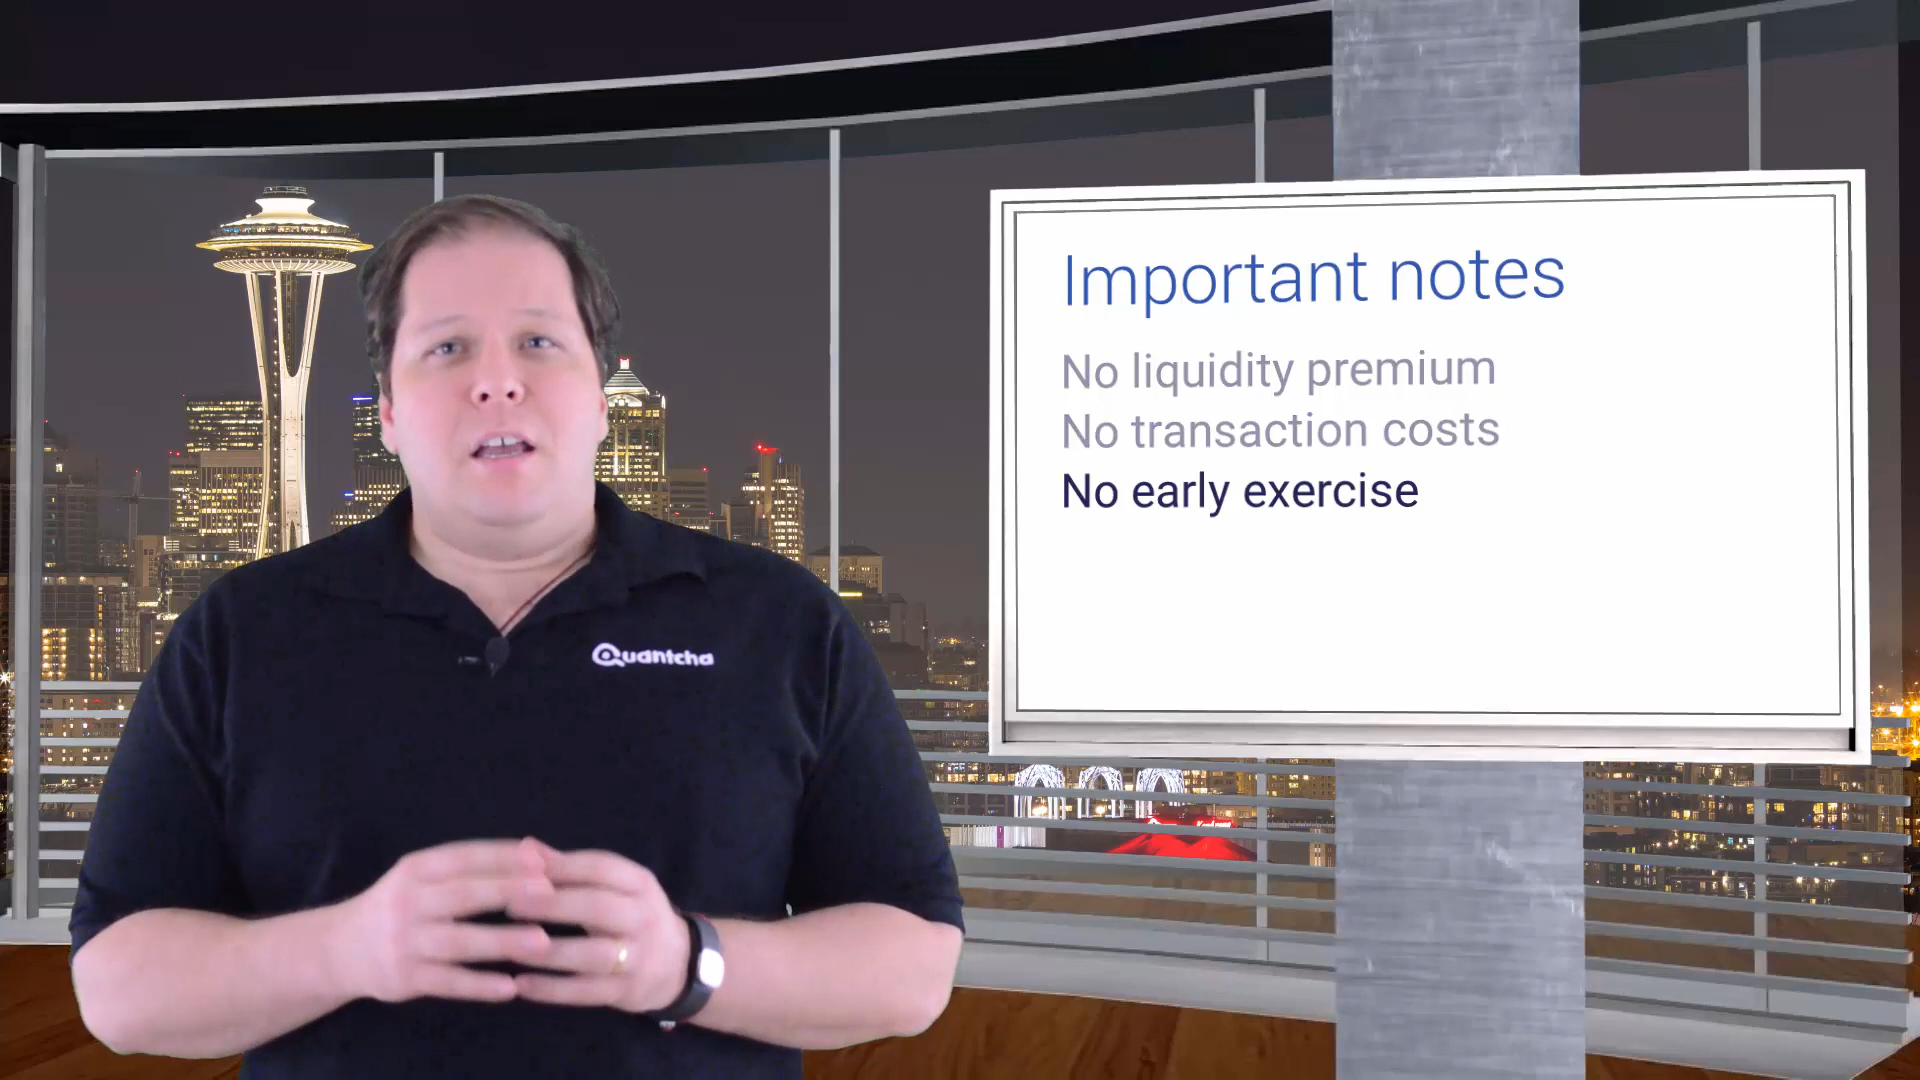 Important notes
No liquidity premium
No transaction costs
No early exercise
Quantcha